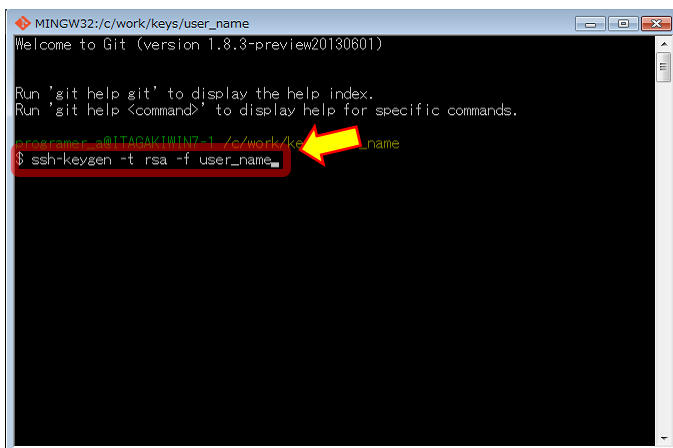 MINGW32:/c/work/keys/user_name
Welcome to Git (version 1.8.3-preview20130601)
Run 'git help git' to display the help index.
Run 'git help <command>' to display help for specific commands.
programer_a@ITAGAKIWIN7-1 /c/work/ke _name
$ ssh-keygen -t rsa -f user_name